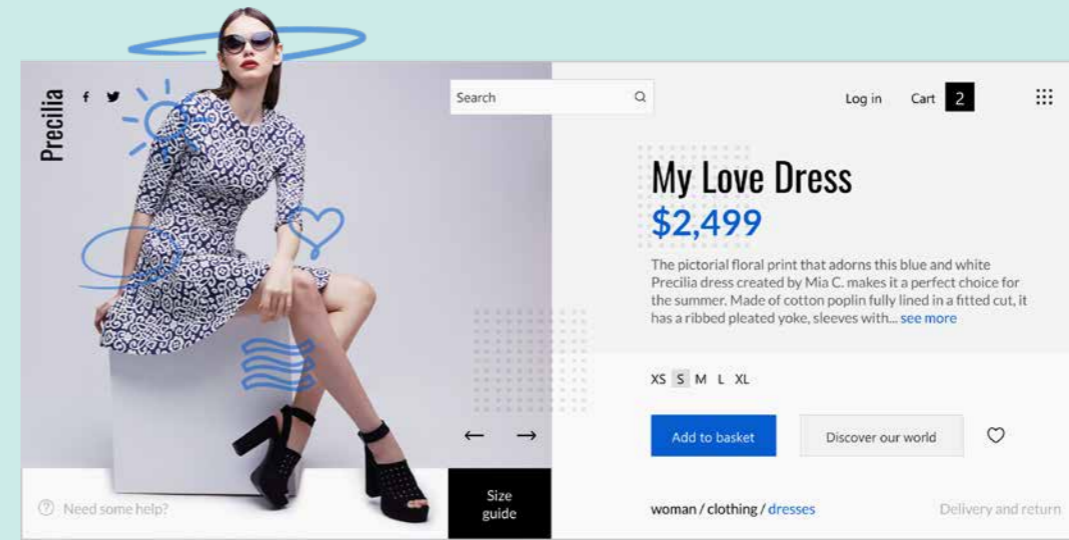 Precilia
Search
Log in
Cart
2
My Love Dress
$2,499
The pictorial floral print that adorns this blue and white
Precilia dress created by Mia C. makes it a perfect choice for
the summer. Made of cotton poplin fully lined in a fitted cut, it
has a ribbed pleated yoke, sleeves with... see more
XS S M L XL
Add to basket
Discover our world
Need some help?
Size
guide
woman / clothing / dresses
Delivery and return